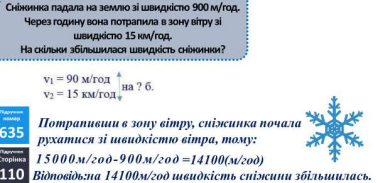 Сніжинка падала на землю зі швидкістю 900 м/год.
Через годину вона потрапила в зону вітру зі
швидкістю 15 км/год.
На скільки збільшилася швидкість сніжинки?
v₁ = 90 м/год
на ? б.
v₂ = 15 км/год
Підручник
номер
635
Потрапивши в зону вітру, сніжинка почала
рухатися зі швидкістю вітра, тому:
Підручник
Сторінка
110
15000м/год-900м/год=14100(м/год)
Відповідь:на 14100м/год швидкість сніжини збільшилась.